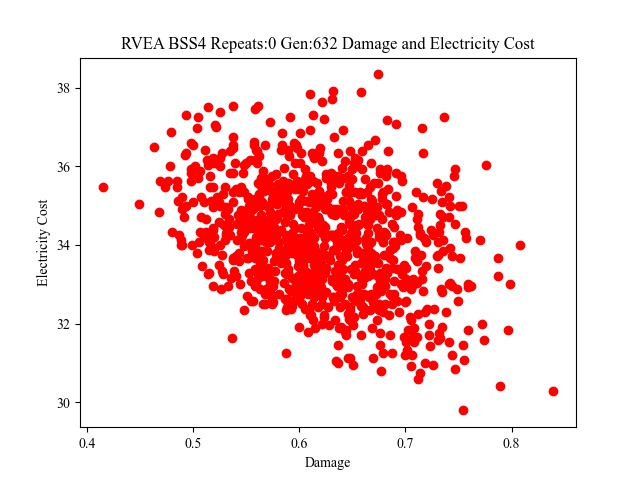 RVEA BSS4 Repeats:0 Gen:632 Damage and Electricity Cost
38
36
34
32
30
Electricity Cost
0.4 0.5 0.6 0.7 0.8
Damage